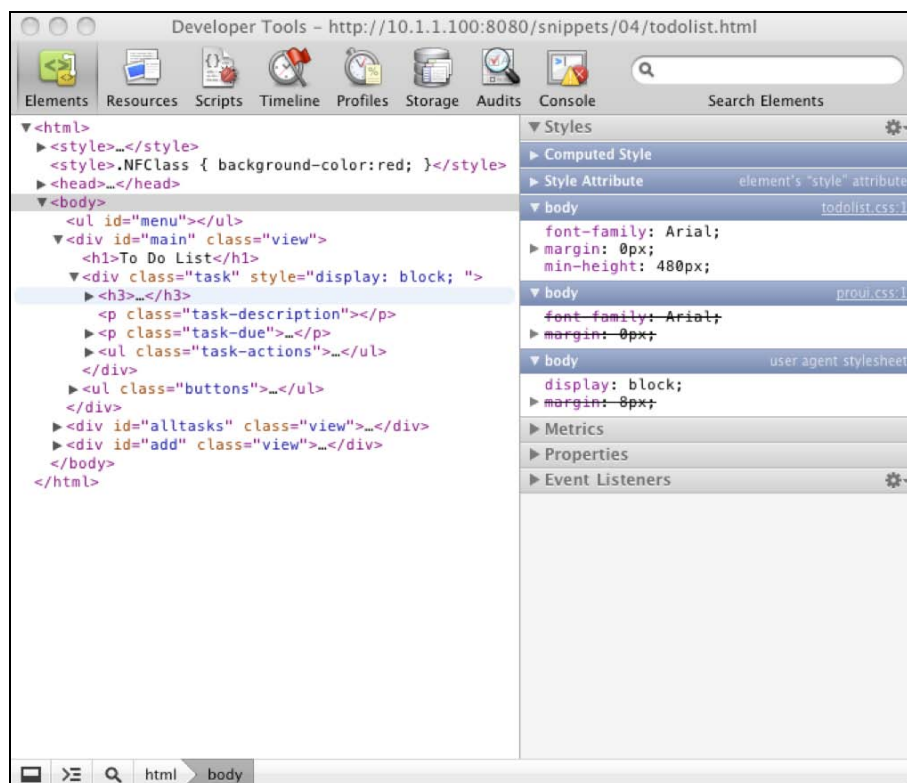 Developer Tools – http://10.1.1.100:8080/snippets/04/todolist.html
Elements Resources Scripts Timeline Profiles Storage Audits Console Search Elements
▼<html>
▶<style>…</style>
<style>.NFClass { background-color:red; }</style>
▶<head>…</head>
▼<body>
<ul id="menu"></ul>
▼<div id="main" class="view">
<h1>To Do List</h1>
▼<div class="task" style="display: block; ">
▶<h3>…</h3>
<p class="task-description"></p>
▶<p class="task-due">…</p>
▶<ul class="task-actions">…</ul>
</div>
▶<ul class="buttons">…</ul>
</div>
▶<div id="alltasks" class="view">…</div>
▶<div id="add" class="view">…</div>
</body>
</html>
▼ Styles
▶ Computed Style
▶ Style Attribute element's "style" attribute
▼ body todolist.css:1
font-family: Arial;
▶ margin: 0px;
min-height: 480px;
▼ body proui.css:1
font-family: Arial;
▶ margin: 0px;
▼ body user agent stylesheet
display: block;
▶ margin: 8px;
▶ Metrics
▶ Properties
▶ Event Listeners
html body